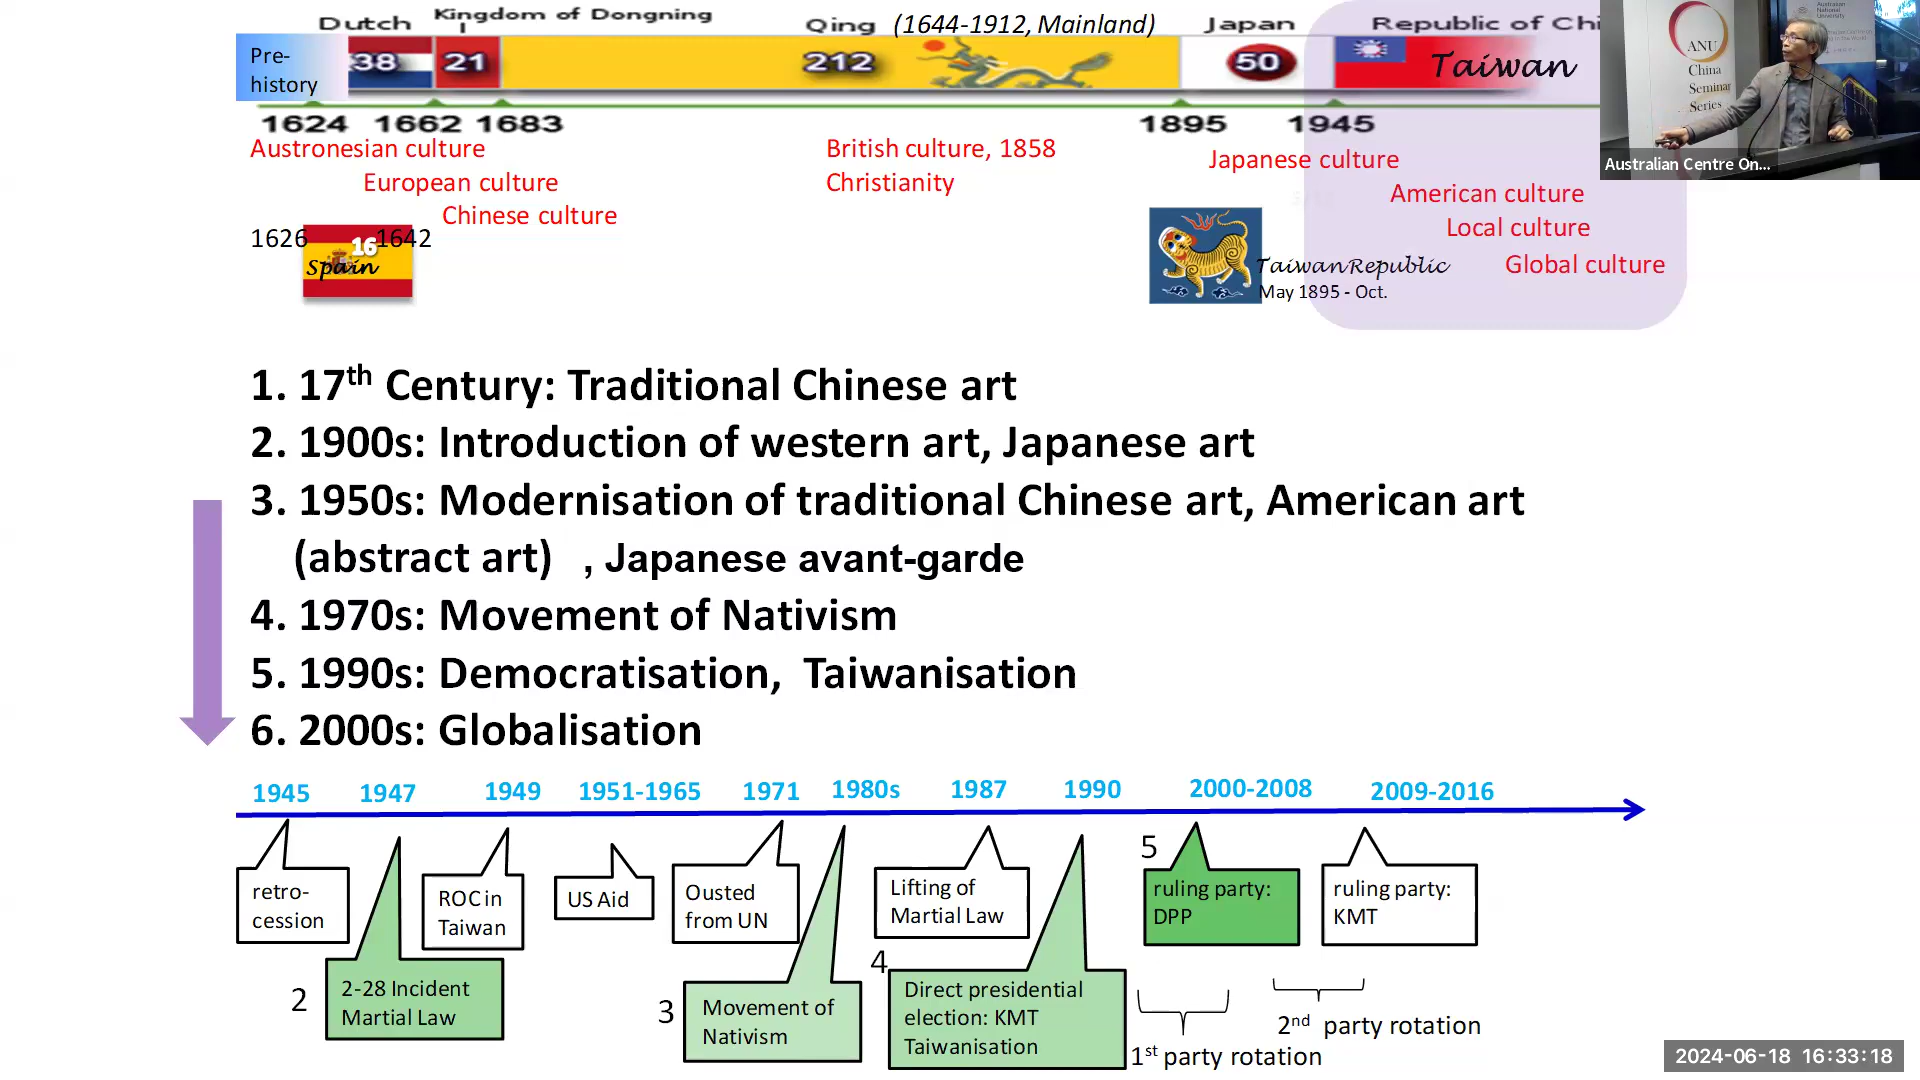 Dutch
Kingdom of Dongning
Qing
(1644-1912, Mainland)
Japan
Republic of Chi
Pre-
history
38
21
212
50
Taiwan
1624
1662
1683
1895
1945
Austronesian culture
European culture
Chinese culture
British culture, 1858
Christianity
Japanese culture
American culture
Local culture
Global culture
1626
16
1642
Spain
Taiwan Republic
May 1895 - Oct.
ANU
China
Seminar
Series
Australian
National
University
Australian Centre On...
1. 17th Century: Traditional Chinese art
2. 1900s: Introduction of western art, Japanese art
3. 1950s: Modernisation of traditional Chinese art, American art
(abstract art) , Japanese avant-garde
4. 1970s: Movement of Nativism
5. 1990s: Democratisation, Taiwanisation
6. 2000s: Globalisation
1945
1947
1949
1951-1965
1971
1980s
1987
1990
2000-2008
2009-2016
retro-
cession
ROC in
Taiwan
US Aid
Ousted
from UN
Lifting of
Martial Law
5
ruling party:
DPP
ruling party:
KMT
2
2-28 Incident
Martial Law
3
Movement of
Nativism
4
Direct presidential
election: KMT
Taiwanisation
1st party rotation
2nd party rotation
2024-06-18 16:33:18